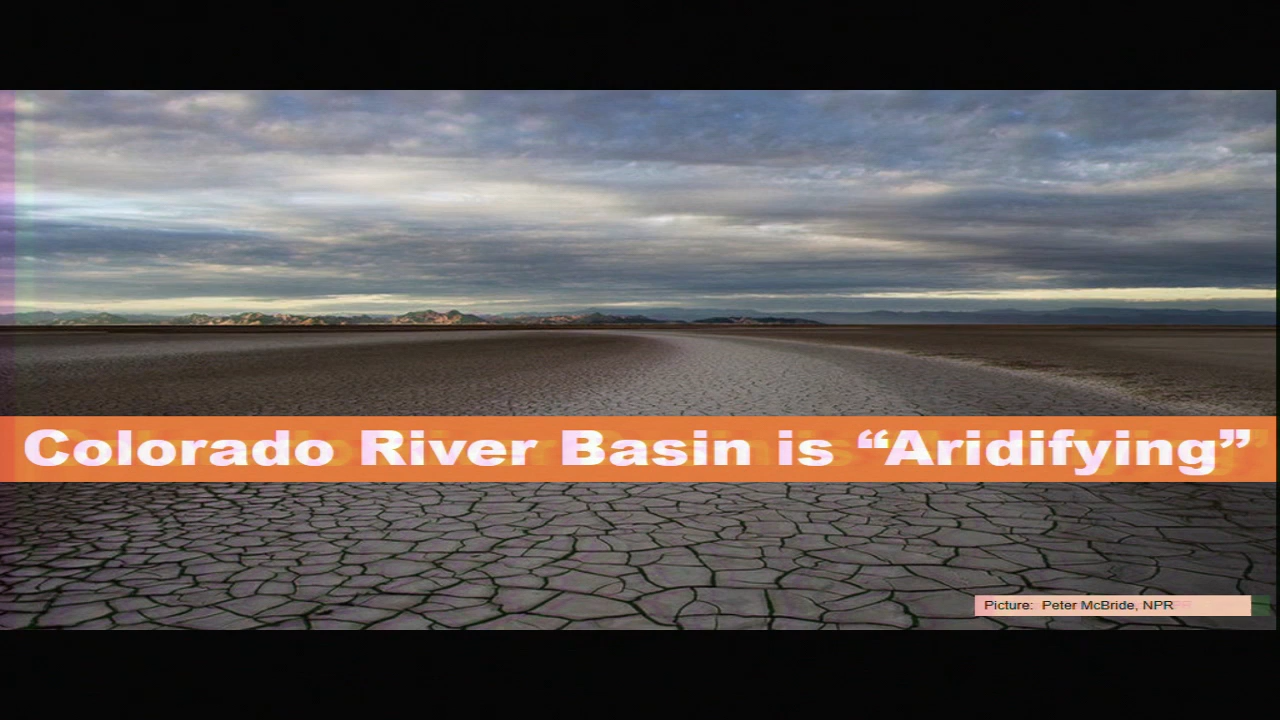 Colorado River Basin is “Aridifying”
Picture: Peter McBride, NPR